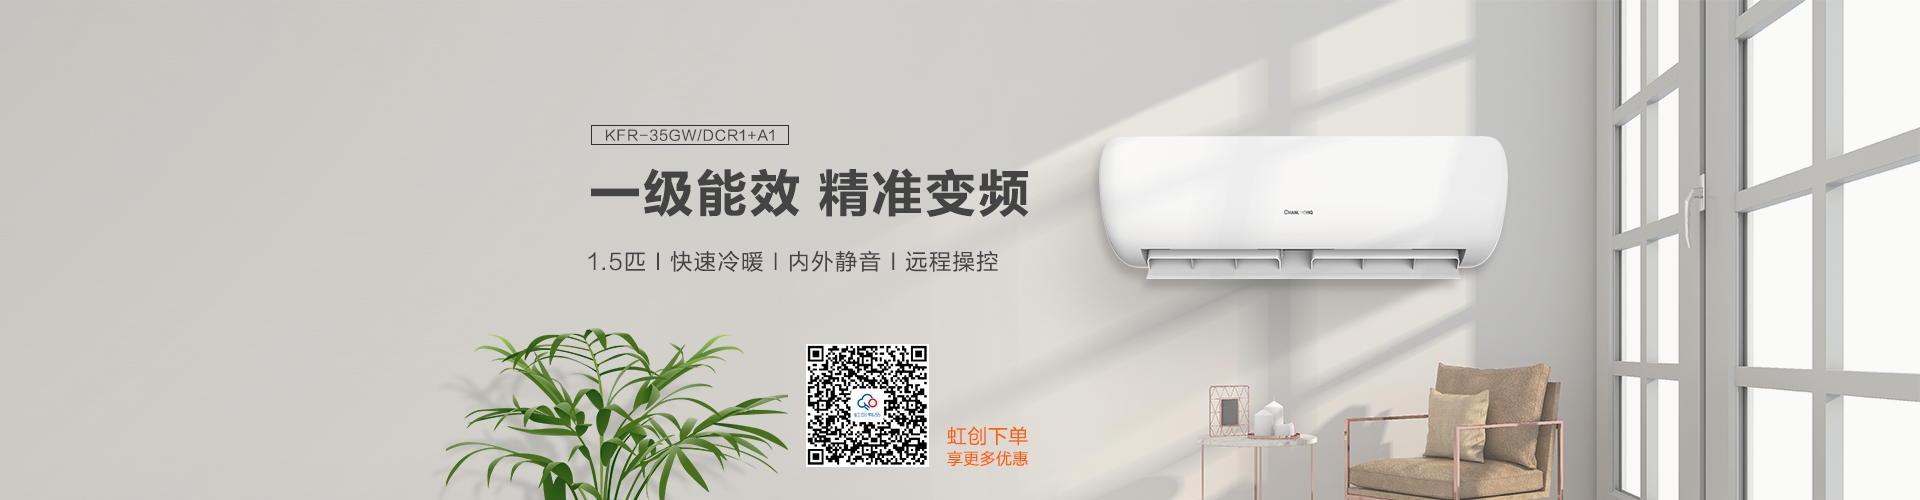 KFR-35GW/DCR1+A1
一级能效 精准变频
1.5匹 | 快速冷暖 | 内外静音 | 远程操控
CHANGHONG
虹创下单
享更多优惠